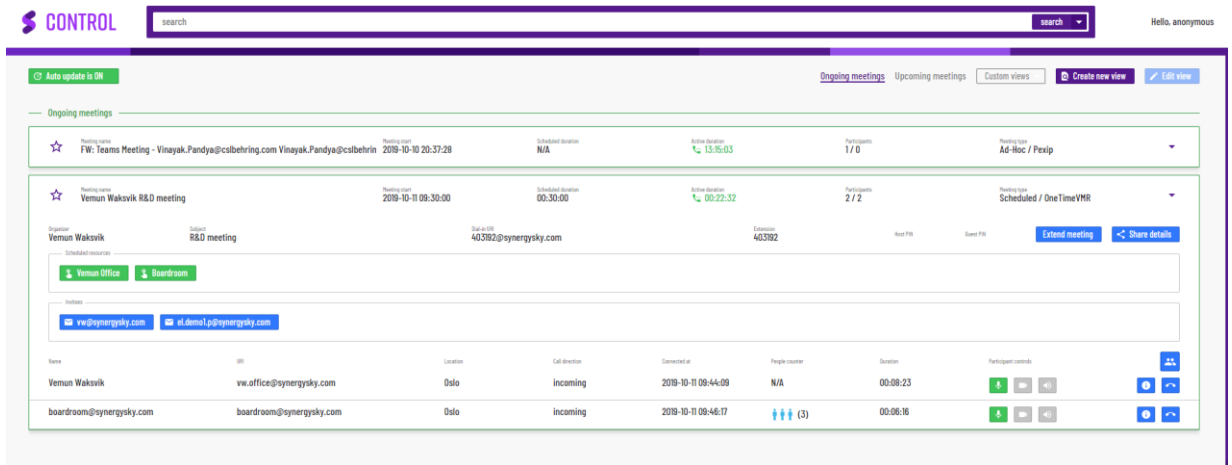 CONTROL
search
search
Hello, anonymous
Auto update is ON
Ongoing meetings Upcoming meetings Custom views Create new view Edit view
Ongoing meetings
Meeting name Meeting start Scheduled duration Active duration Participants Meeting type
FW: Teams Meeting - Vinayak.Pandya@cslbehring.com Vinayak.Pandya@cslbehrin 2019-10-10 20:37:28 N/A 13:15:03 1 / 0 Ad-Hoc / Pexip
Meeting name Meeting start Scheduled duration Active duration Participants Meeting type
Vemun Waksvik R&D meeting 2019-10-11 09:30:00 00:30:00 00:22:32 2 / 2 Scheduled / OneTimeVMR
Organizer Subject Dial-in URI Extension Host PIN Guest PIN
Vemun Waksvik R&D meeting 403192@synergysky.com 403192 Extend meeting Share details
Scheduled resources
Vemun Office Boardroom
Invitees
vw@synergysky.com el.demo1.p@synergysky.com
Name URI Location Call direction Connected at People counter Duration Participant controls
Vemun Waksvik vw.office@synergysky.com Oslo incoming 2019-10-11 09:44:09 N/A 00:08:23
boardroom@synergysky.com boardroom@synergysky.com Oslo incoming 2019-10-11 09:46:17 (3) 00:06:16